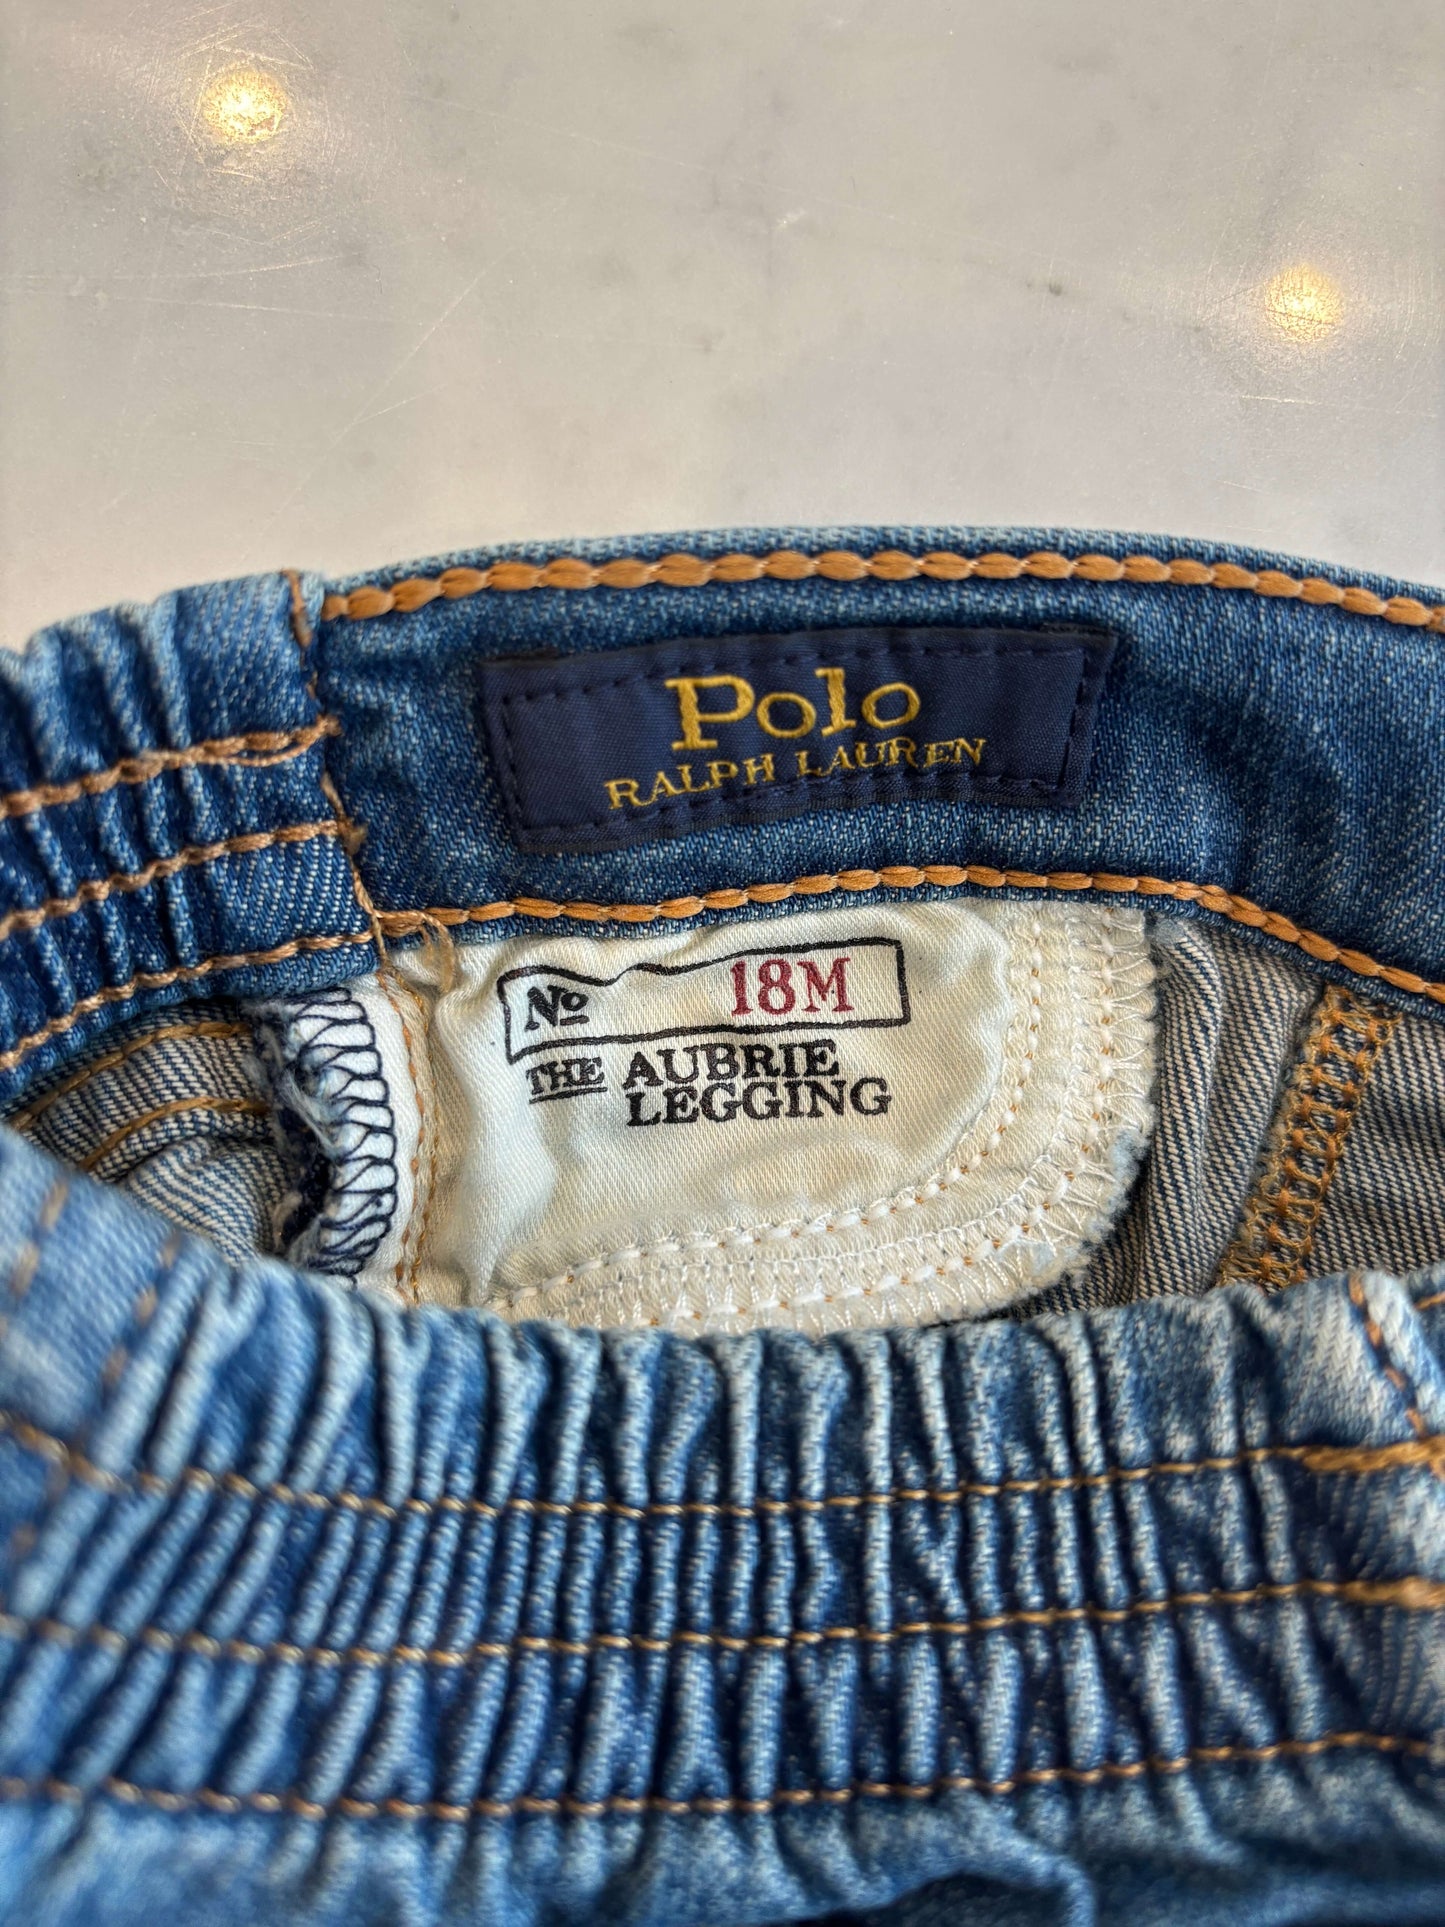 Polo
RALPH LAUREN
No 18M
THE AUBRIE
LEGGING